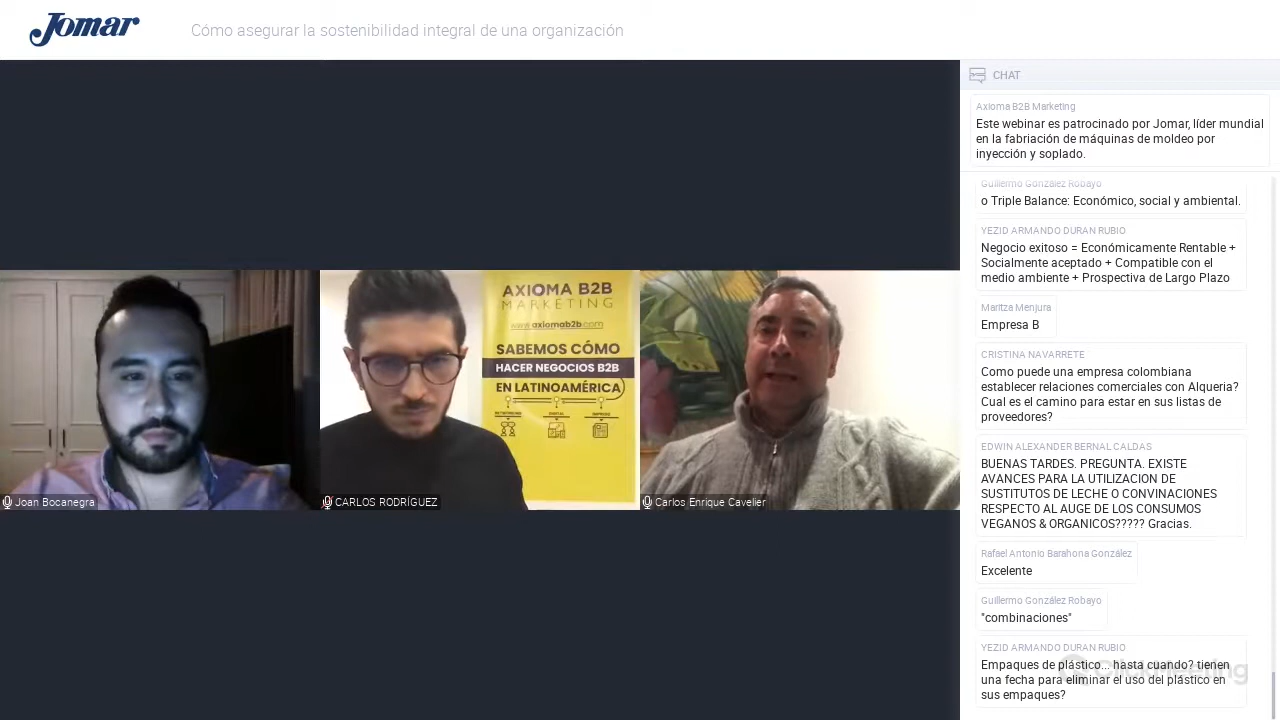 Jomar
Cómo asegurar la sostenibilidad integral de una organización
CHAT
Axioma B2B Marketing
Este webinar es patrocinado por Jomar, líder mundial
en la fabriación de máquinas de moldeo por
inyección y soplado.
Guillermo González Robayo
o Triple Balance: Económico, social y ambiental.
YEZID ARMANDO DURAN RUBIO
Negocio exitoso = Económicamente Rentable +
Socialmente aceptado + Compatible con el
medio ambiente + Prospectiva de Largo Plazo
Maritza Menjura
Empresa B
CRISTINA NAVARRETE
Como puede una empresa colombiana
establecer relaciones comerciales con Alqueria?
Cual es el camino para estar en sus listas de
proveedores?
EDWIN ALEXANDER BERNAL CALDAS
BUENAS TARDES. PREGUNTA. EXISTE
AVANCES PARA LA UTILIZACION DE
SUSTITUTOS DE LECHE O CONVINACIONES
RESPECTO AL AUGE DE LOS CONSUMOS
VEGANOS & ORGANICOS????? Gracias.
Rafael Antonio Barahona González
Excelente
Guillermo González Robayo
"combinaciones"
YEZID ARMANDO DURAN RUBIO
Empaques de plástico... hasta cuando? tienen
una fecha para eliminar el uso del plástico en
sus empaques?
ClickMeeting
AXIOMA B2B
MARKETING
www.axiomab2b.com
SABEMOS CÓMO
HACER NEGOCIOS B2B
EN LATINOAMÉRICA
NETWORKING
DIGITAL
IMPRESO
Joan Bocanegra
CARLOS RODRÍGUEZ
Carlos Enrique Cavelier